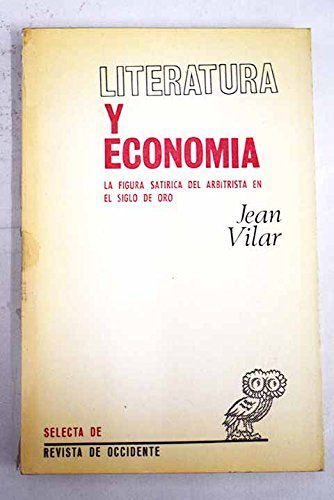 LITERATURA
Y
ECONOMIA
LA FIGURA SATIRICA DEL ARBITRISTA EN
EL SIGLO DE ORO
Jean
Vilar
SELECTA DE
REVISTA DE OCCIDENTE